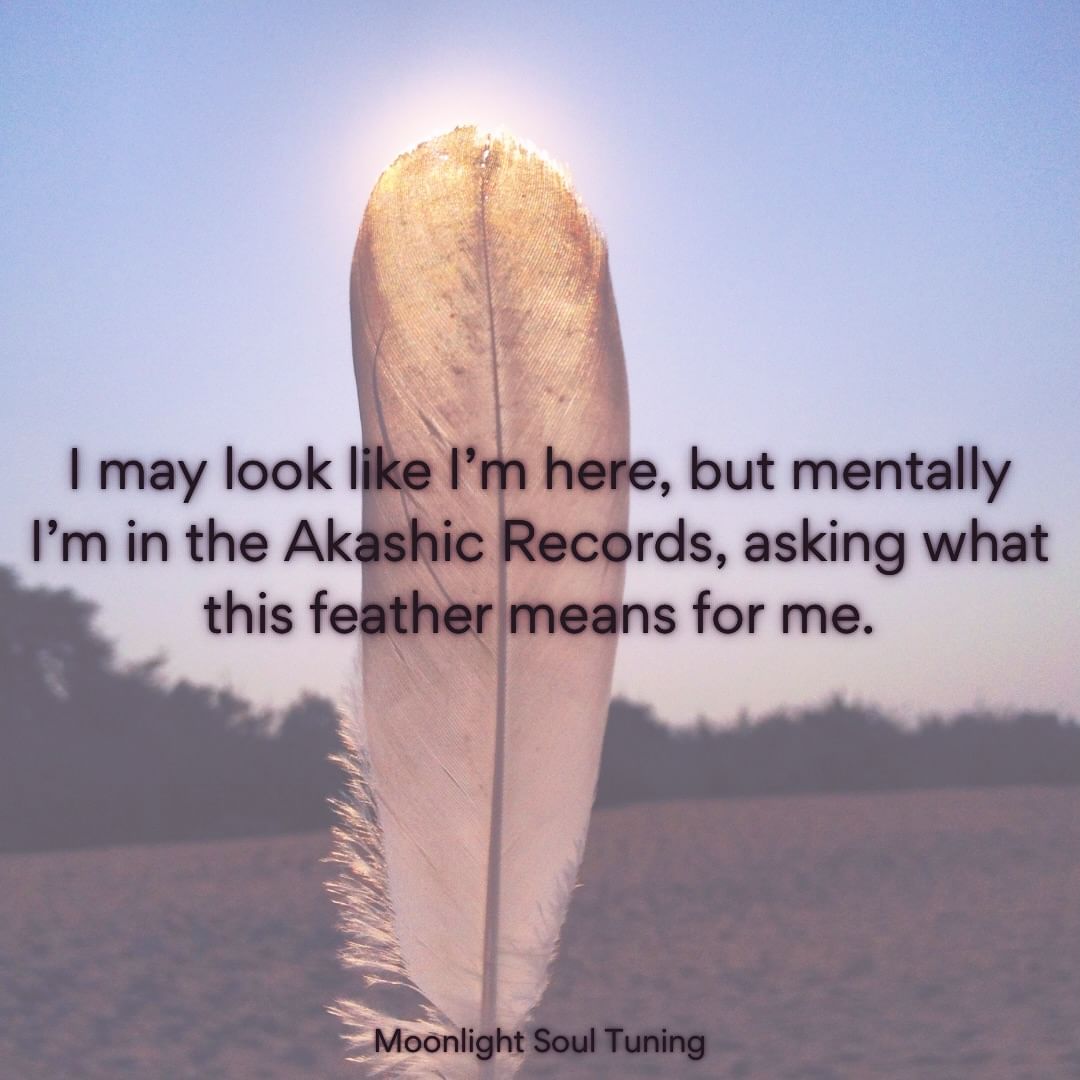 I may look like I’m here, but mentally
I’m in the Akashic Records, asking what
this feather means for me.
Moonlight Soul Tuning